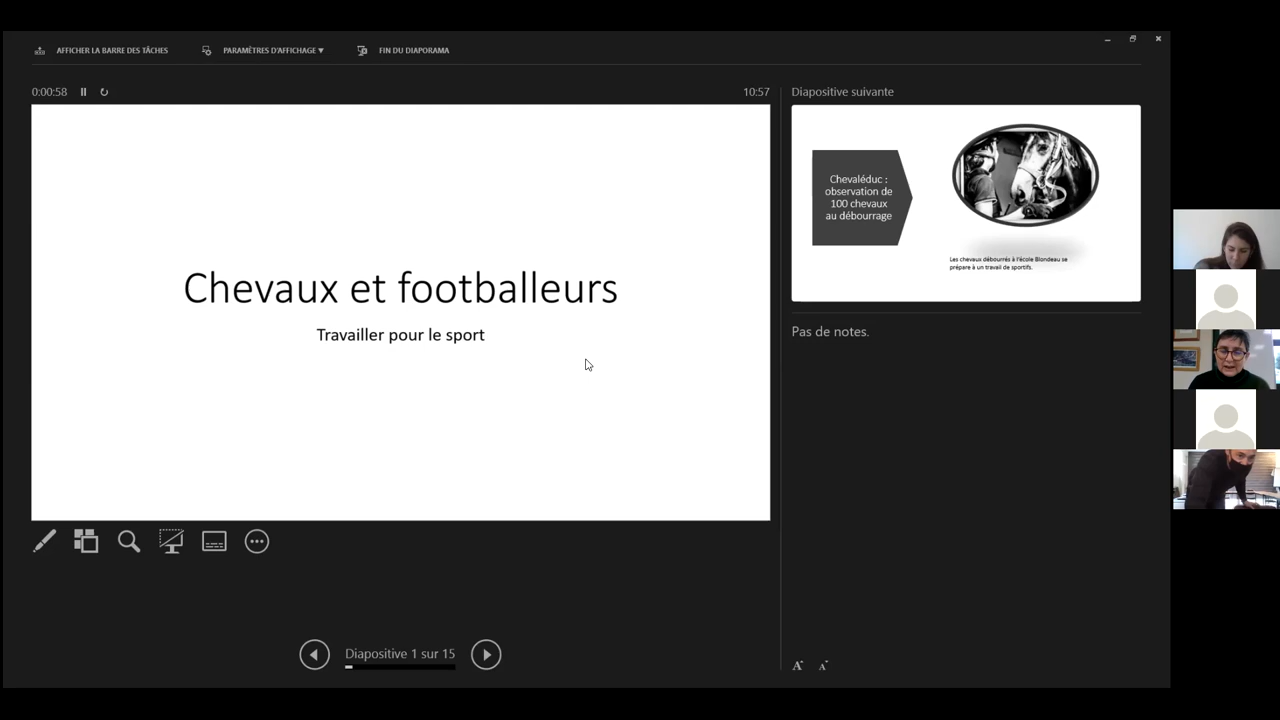 AFFICHER LA BARRE DES TÂCHES
PARAMÈTRES D'AFFICHAGE ▼
FIN DU DIAPORAMA
0:00:58
10:57
Chevaux et footballeurs
Travailler pour le sport
Diapositive 1 sur 15
Diapositive suivante
Chevaléduc :
observation de
100 chevaux
au débourrage
Les chevaux débourrés à l'école Blondeau se
prépare à un travail de sportifs.
Pas de notes.
A
A